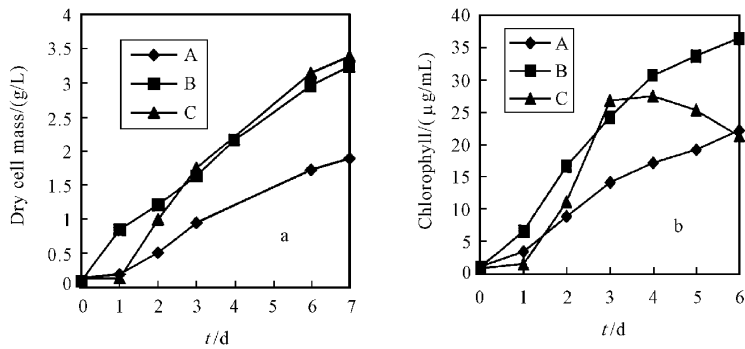 Dry cell mass/(g/L)
4
3.5
3
2.5
2
1.5
1
0.5
0
A
B
C
a
0 1 2 3 4 5 6 7
t/d
Chlorophyll/(μg/mL)
40
35
30
25
20
15
10
5
0
A
B
C
b
0 1 2 3 4 5 6
t/d